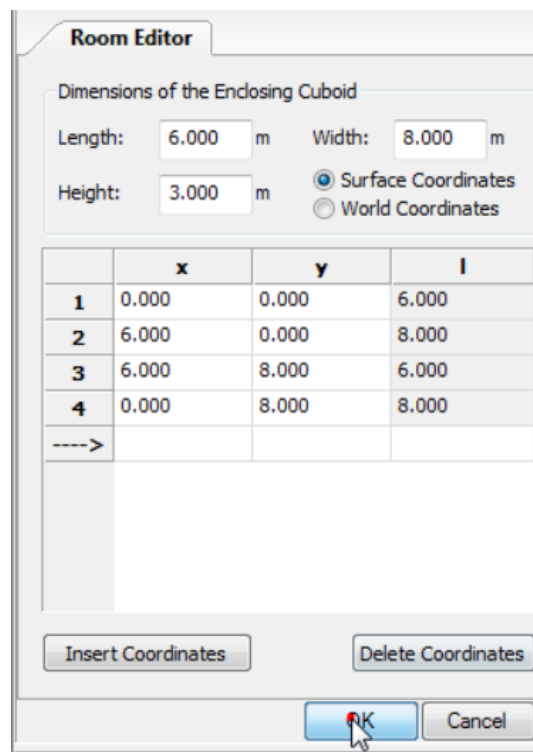 Room Editor
Dimensions of the Enclosing Cuboid
Length: 6.000 m Width: 8.000 m
Height: 3.000 m Surface Coordinates
World Coordinates
x y l
1 0.000 0.000 6.000
2 6.000 0.000 8.000
3 6.000 8.000 6.000
4 0.000 8.000 8.000
---->
Insert Coordinates Delete Coordinates
OK Cancel